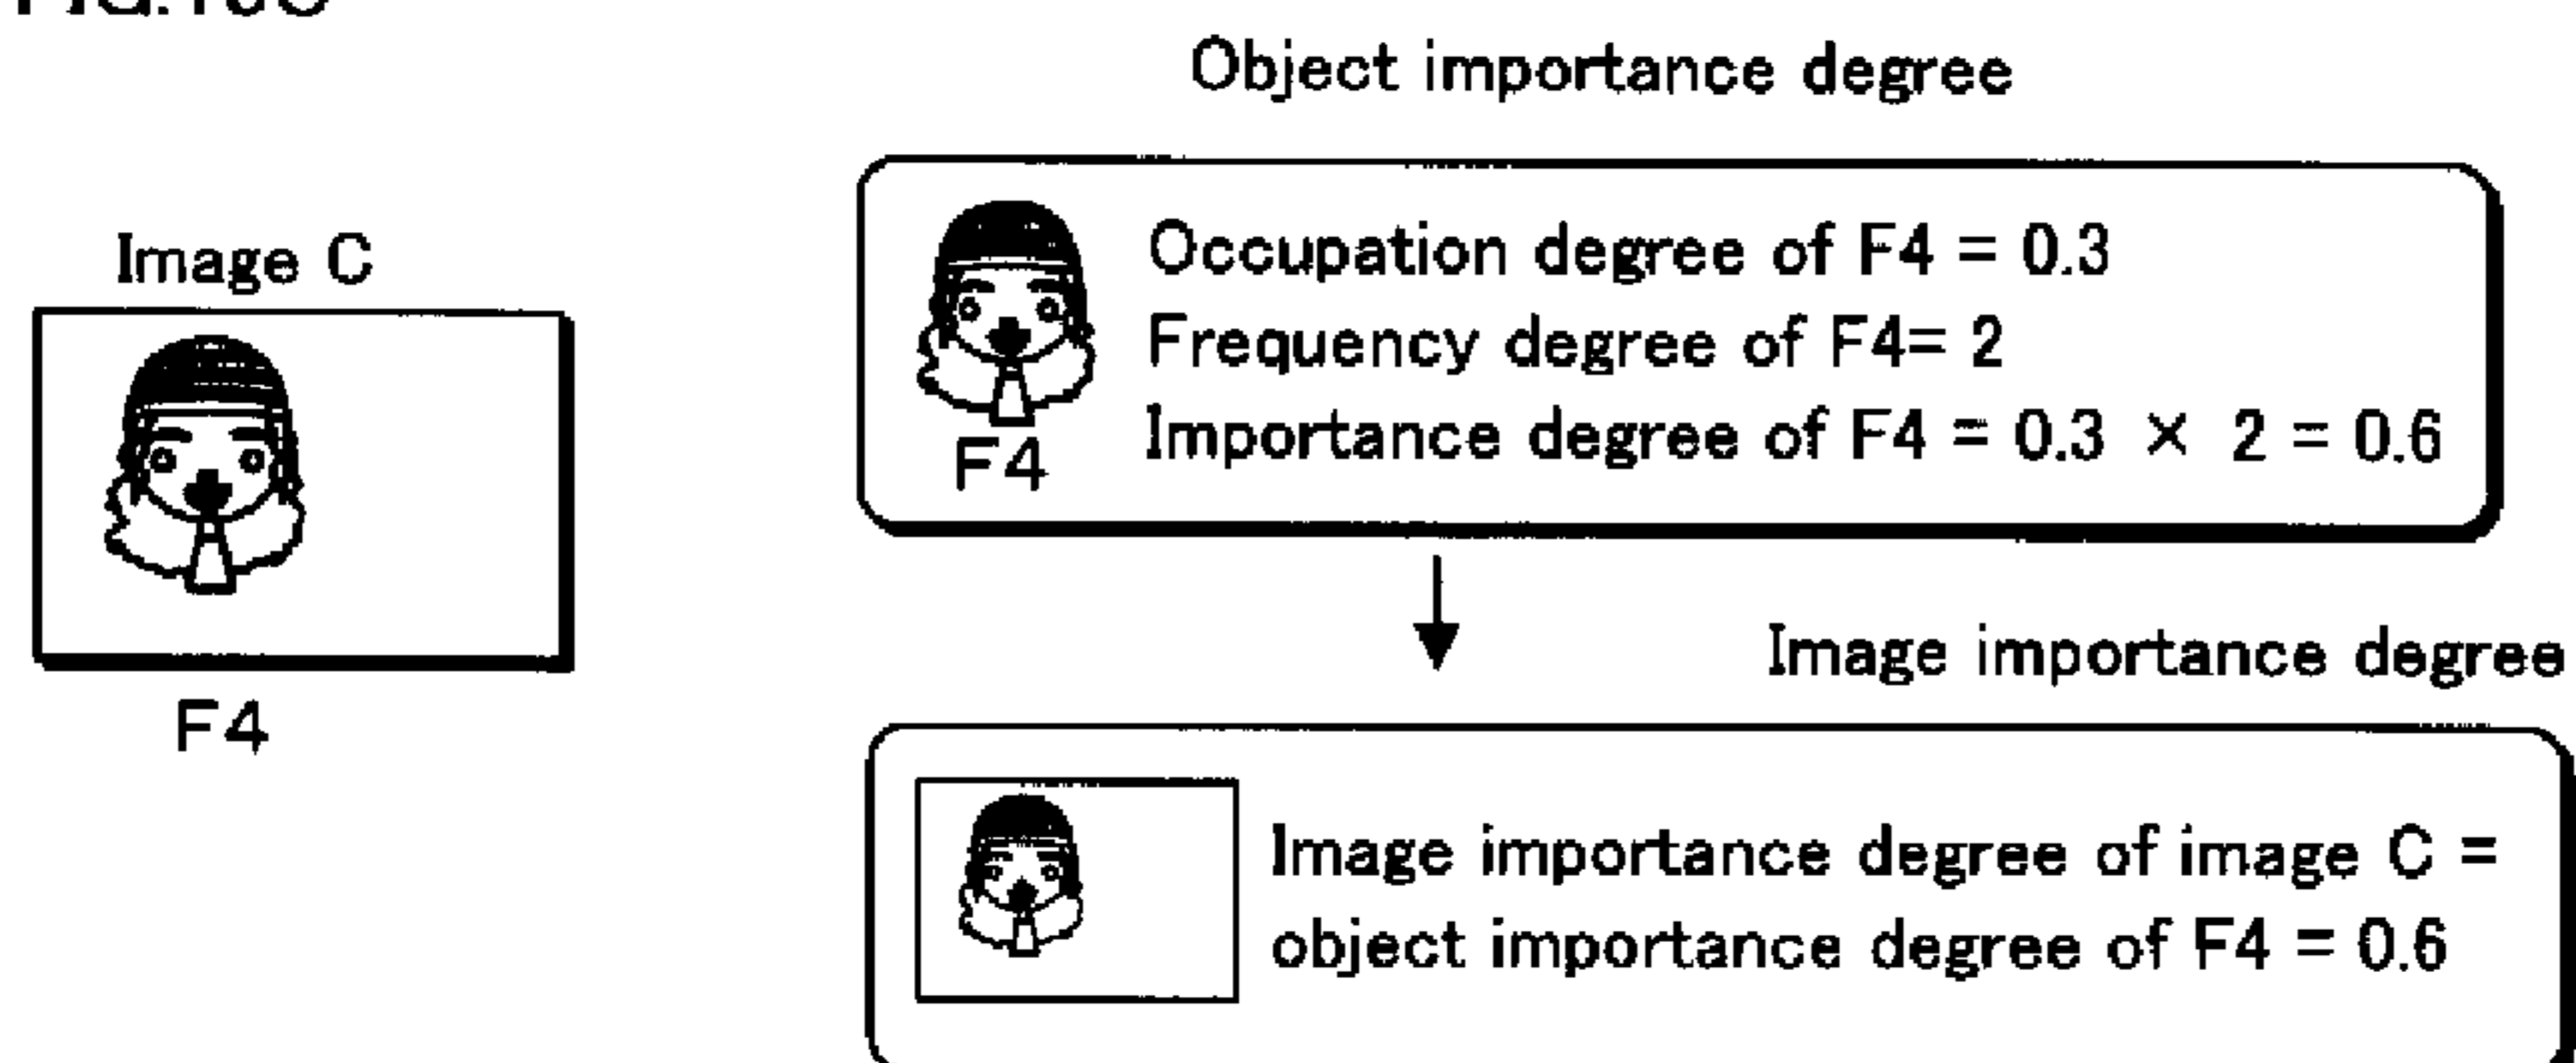 Object importance degree
Image C
F4
Occupation degree of F4 = 0.3
Frequency degree of F4= 2
Importance degree of F4 = 0.3 × 2 = 0.6
F4
Image importance degree
Image importance degree of image C =
object importance degree of F4 = 0.6